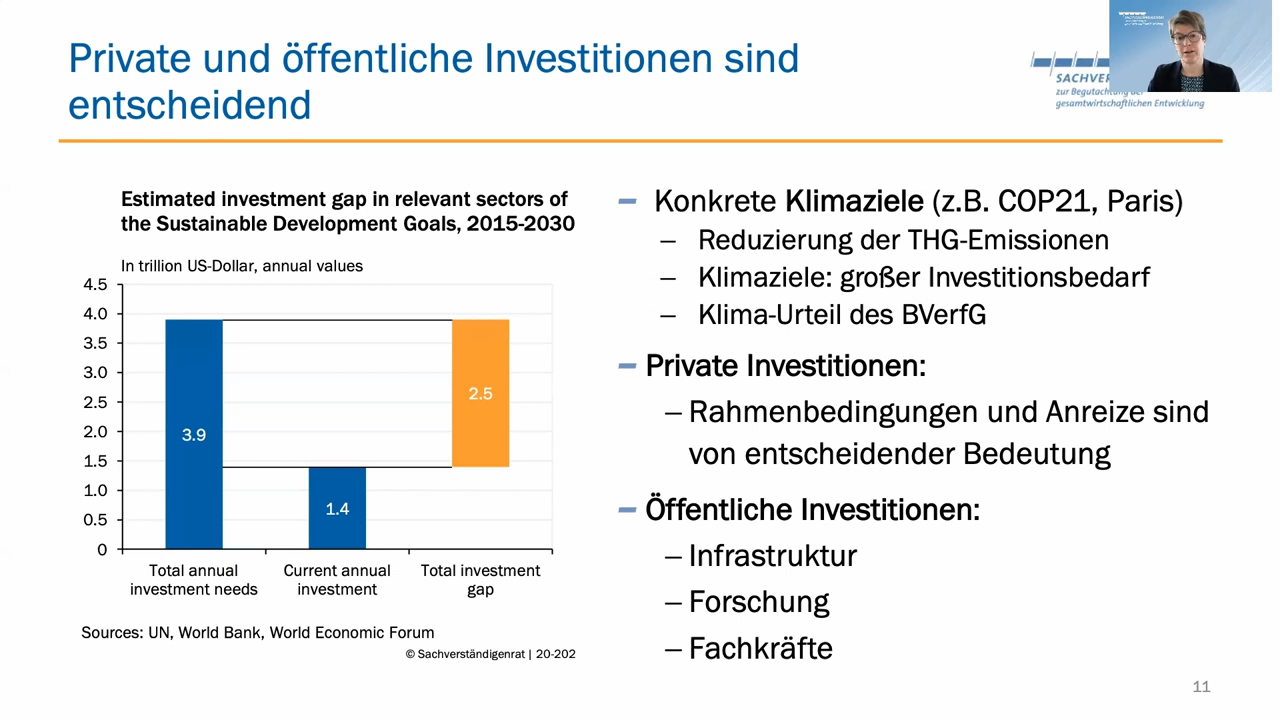 Private und öffentliche Investitionen sind
entscheidend
zur Begutachtung der
gesamtwirtschaftlichen Entwicklung
Estimated investment gap in relevant sectors of
the Sustainable Development Goals, 2015-2030
In trillion US-Dollar, annual values
4.5
4.0
3.5
3.0
2.5
2.0
1.5
1.0
0.5
0
3.9
1.4
2.5
Total annual
investment needs
Current annual
investment
Total investment
gap
Sources: UN, World Bank, World Economic Forum
© Sachverständigenrat | 20-202
– Konkrete Klimaziele (z.B. COP21, Paris)
– Reduzierung der THG-Emissionen
– Klimaziele: großer Investitionsbedarf
– Klima-Urteil des BVerfG
– Private Investitionen:
– Rahmenbedingungen und Anreize sind
von entscheidender Bedeutung
– Öffentliche Investitionen:
– Infrastruktur
– Forschung
– Fachkräfte
11